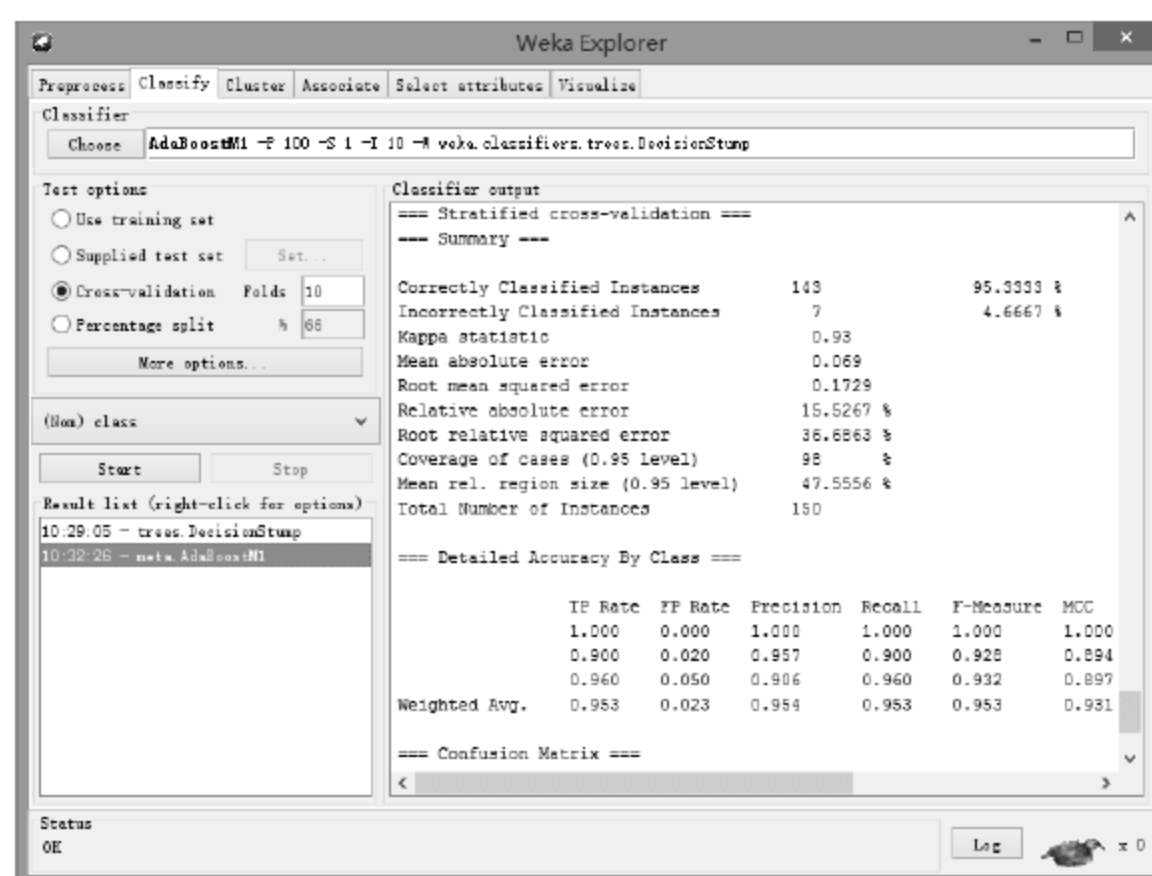 Weka Explorer
Preprocess Classify Cluster Associate Select attributes Visualize
Classifier
Choose AdaBoostM1 -P 100 -S 1 -I 10 -W weka.classifiers.trees.DecisionStump
Test options
Use training set
Supplied test set Set...
Cross-validation Folds 10
Percentage split % 66
More options...
(Nom) class
Start Stop
Result list (right-click for options)
10:29:05 - trees.DecisionStump
10:32:26 - meta.AdaBoostM1
Classifier output
=== Stratified cross-validation ===
=== Summary ===
Correctly Classified Instances 143 95.3333 %
Incorrectly Classified Instances 7 4.6667 %
Kappa statistic 0.93
Mean absolute error 0.069
Root mean squared error 0.1729
Relative absolute error 15.5267 %
Root relative squared error 36.6863 %
Coverage of cases (0.95 level) 98 %
Mean rel. region size (0.95 level) 47.5556 %
Total Number of Instances 150
=== Detailed Accuracy By Class ===
TP Rate FP Rate Precision Recall F-Measure MCC
1.000 0.000 1.000 1.000 1.000 1.000
0.900 0.020 0.957 0.900 0.928 0.894
0.960 0.050 0.906 0.960 0.932 0.897
Weighted Avg. 0.953 0.023 0.954 0.953 0.953 0.931
=== Confusion Matrix ===
Status
OK
Log x 0